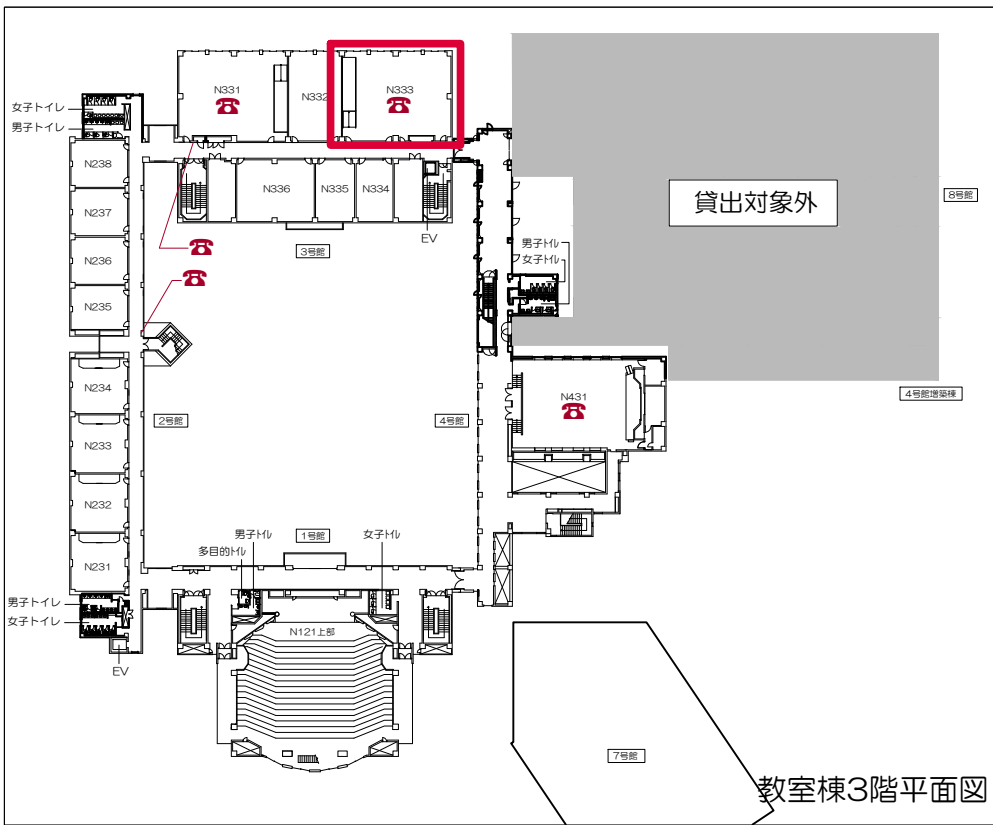 N331
N332
N333
女子トイレ
男子トイレ
N238
N237
N236
N235
N234
N233
N232
N231
N336
N335
N334
EV
3号館
貸出対象外
8号館
男子トイレ
女子トイレ
N431
4号館増築棟
2号館
4号館
1号館
男子トイレ
多目的トイレ
女子トイレ
男子トイレ
女子トイレ
EV
N121上部
7号館
教室棟3階平面図